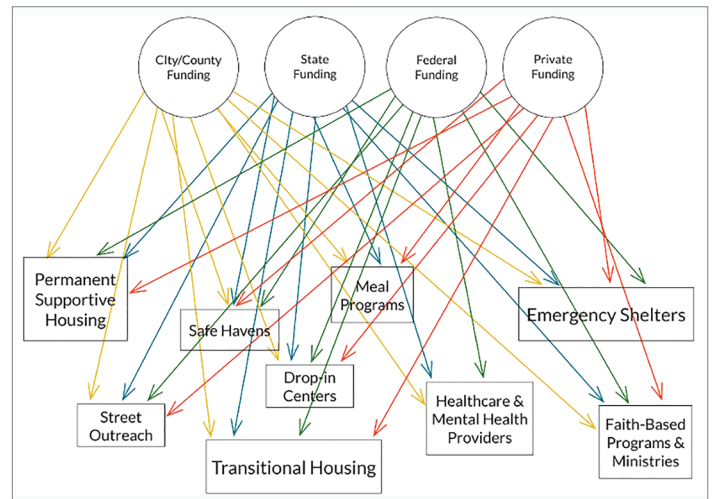 CIty/County
Funding
State
Funding
Federal
Funding
Private
Funding
Permanent
Supportive
Housing
Safe Havens
Meal
Programs
Emergency Shelters
Drop-in
Centers
Street
Outreach
Healthcare &
Mental Health
Providers
Faith-Based
Programs &
Ministries
Transitional Housing